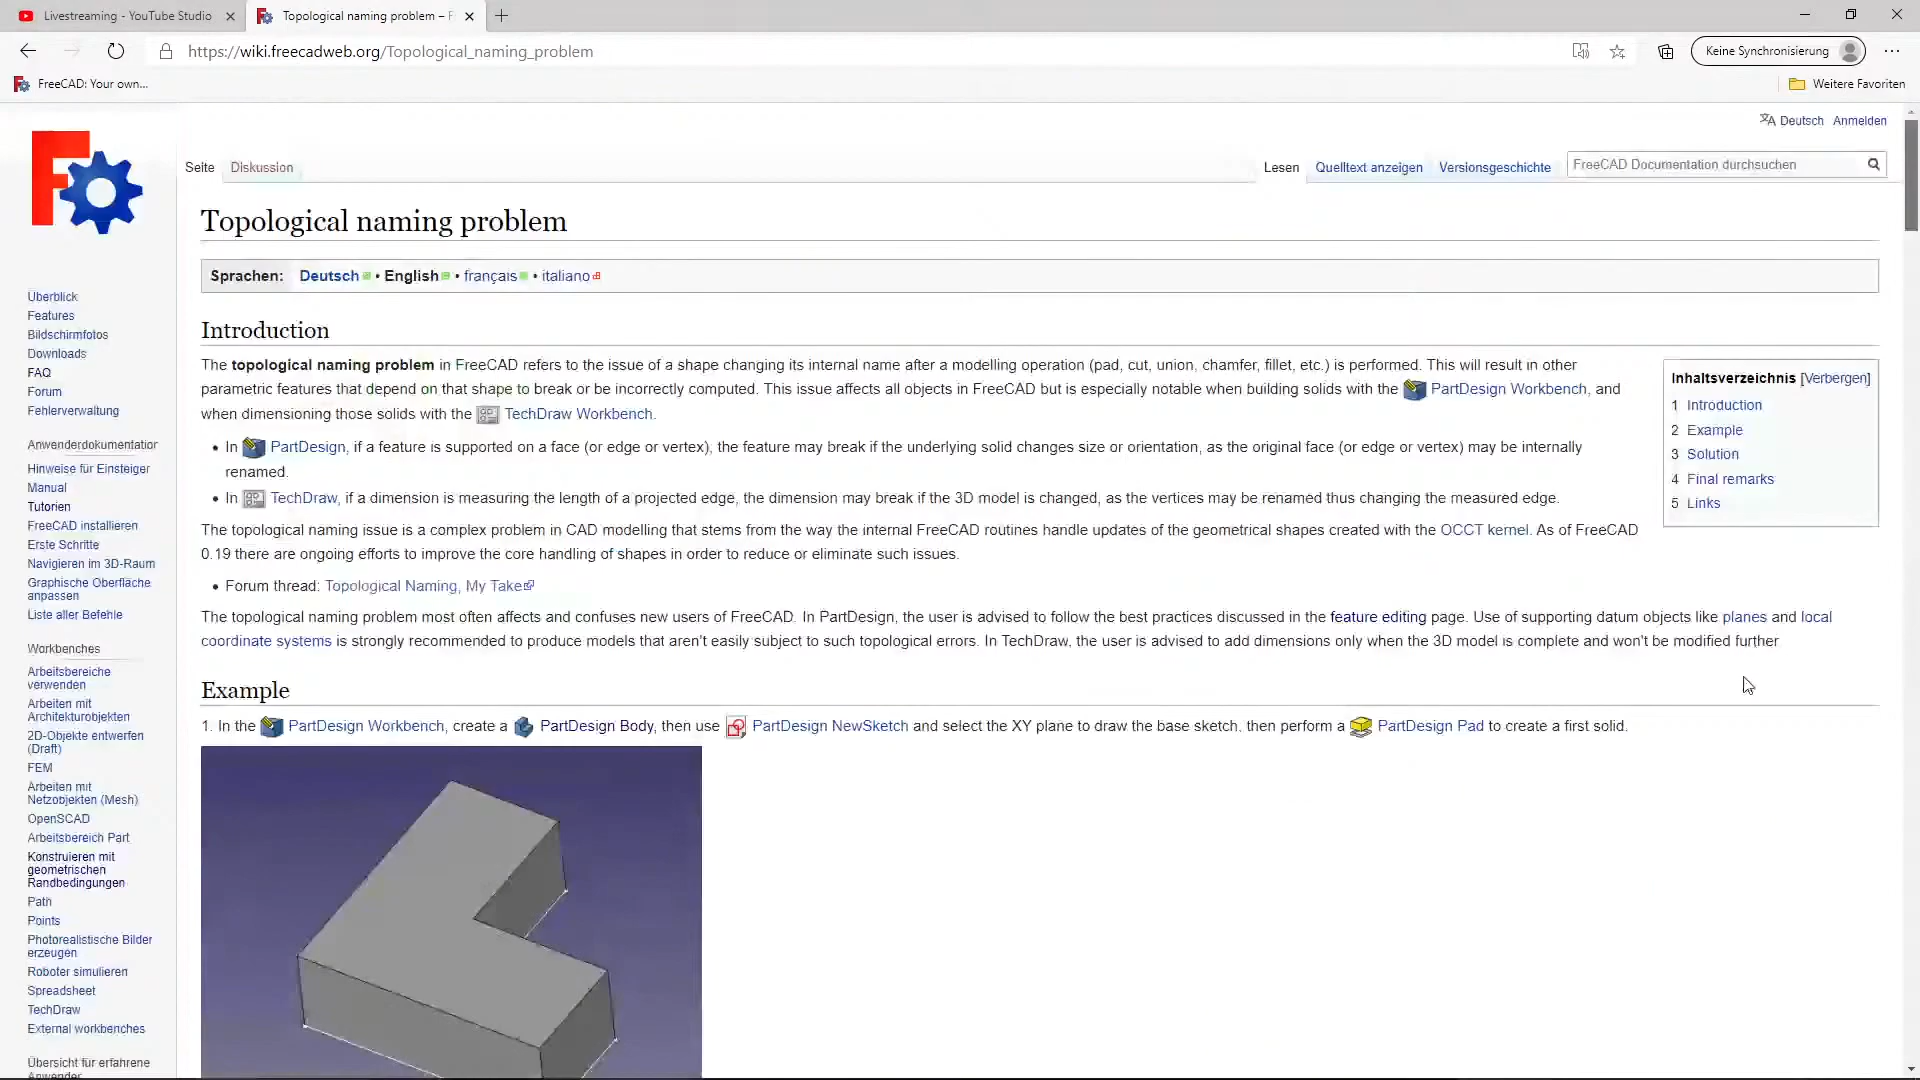 Livestreaming - YouTube Studio
Topological naming problem – F
https://wiki.freecadweb.org/Topological_naming_problem
Keine Synchronisierung
FreeCAD: Your own...
Weitere Favoriten
Deutsch Anmelden
Seite Diskussion
Lesen Quelltext anzeigen Versionsgeschichte
FreeCAD Documentation durchsuchen
Topological naming problem
Sprachen: Deutsch • English • français • italiano
Introduction
The topological naming problem in FreeCAD refers to the issue of a shape changing its internal name after a modelling operation (pad, cut, union, chamfer, fillet, etc.) is performed. This will result in other
parametric features that depend on that shape to break or be incorrectly computed. This issue affects all objects in FreeCAD but is especially notable when building solids with the PartDesign Workbench, and
when dimensioning those solids with the TechDraw Workbench.
• In PartDesign, if a feature is supported on a face (or edge or vertex), the feature may break if the underlying solid changes size or orientation, as the original face (or edge or vertex) may be internally
renamed.
• In TechDraw, if a dimension is measuring the length of a projected edge, the dimension may break if the 3D model is changed, as the vertices may be renamed thus changing the measured edge.
The topological naming issue is a complex problem in CAD modelling that stems from the way the internal FreeCAD routines handle updates of the geometrical shapes created with the OCCT kernel. As of FreeCAD
0.19 there are ongoing efforts to improve the core handling of shapes in order to reduce or eliminate such issues.
• Forum thread: Topological Naming, My Take
The topological naming problem most often affects and confuses new users of FreeCAD. In PartDesign, the user is advised to follow the best practices discussed in the feature editing page. Use of supporting datum objects like planes and local
coordinate systems is strongly recommended to produce models that aren't easily subject to such topological errors. In TechDraw, the user is advised to add dimensions only when the 3D model is complete and won't be modified further
Example
1. In the PartDesign Workbench, create a PartDesign Body, then use PartDesign NewSketch and select the XY plane to draw the base sketch, then perform a PartDesign Pad to create a first solid.
Inhaltsverzeichnis [Verbergen]
1 Introduction
2 Example
3 Solution
4 Final remarks
5 Links
Überblick
Features
Bildschirmfotos
Downloads
FAQ
Forum
Fehlerverwaltung
Anwenderdokumentation
Hinweise für Einsteiger
Manual
Tutorien
FreeCAD installieren
Erste Schritte
Navigieren im 3D-Raum
Graphische Oberfläche
anpassen
Liste aller Befehle
Workbenches
Arbeitsbereiche
verwenden
Arbeiten mit
Architekturobjekten
2D-Objekte entwerfen
(Draft)
FEM
Arbeiten mit
Netzobjekten (Mesh)
OpenSCAD
Arbeitsbereich Part
Konstruieren mit
geometrischen
Randbedingungen
Path
Points
Photorealistische Bilder
erzeugen
Roboter simulieren
Spreadsheet
TechDraw
External workbenches
Übersicht für erfahrene
Anwender